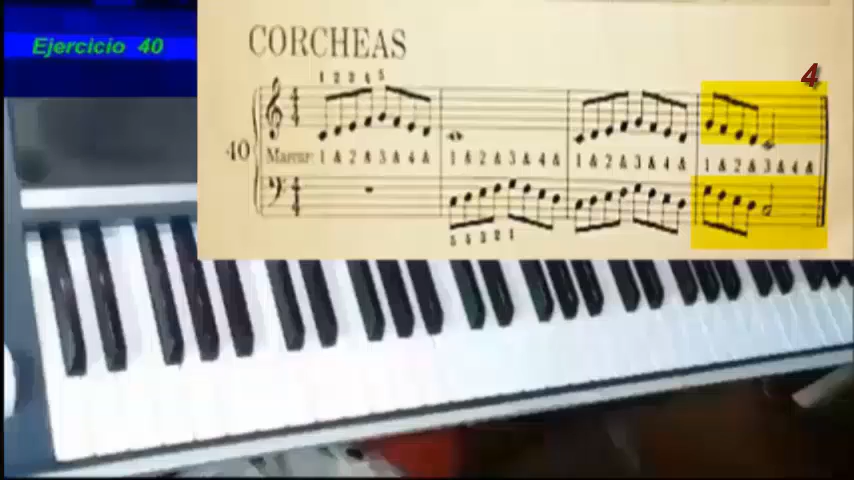 Ejercicio 40
CORCHEAS
4
1 2 3 4 5
40
Marcar: 1 & 2 & 3 & 4 & 1 & 2 & 3 & 4 & 1 & 2 & 3 & 4 & 1 & 2 & 3 & 4 &
5 4 3 2 1